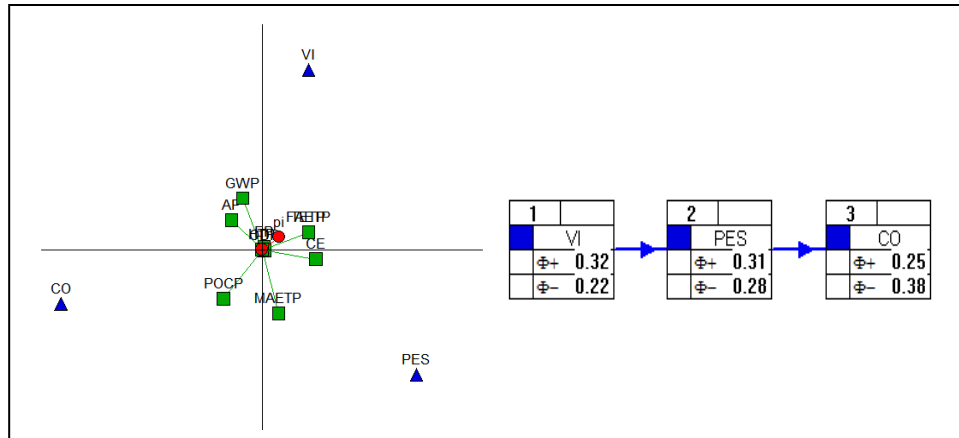 VI
GWP
AP
pi
CE
POCP
MAETP
CO
PES
1
VI
Φ+ 0.32
Φ− 0.22
2
PES
Φ+ 0.31
Φ− 0.28
3
CO
Φ+ 0.25
Φ− 0.38